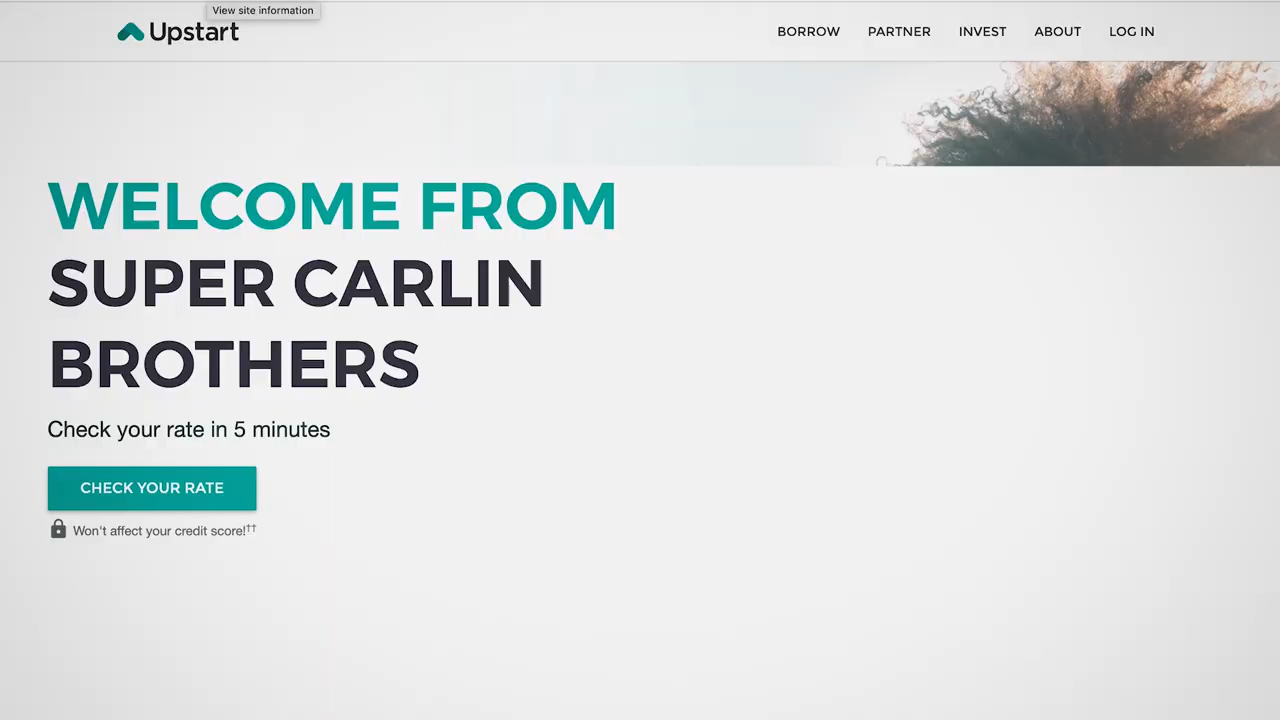 View site information
Upstart
BORROW PARTNER INVEST ABOUT LOG IN
WELCOME FROM
SUPER CARLIN
BROTHERS
Check your rate in 5 minutes
CHECK YOUR RATE
Won't affect your credit score!††